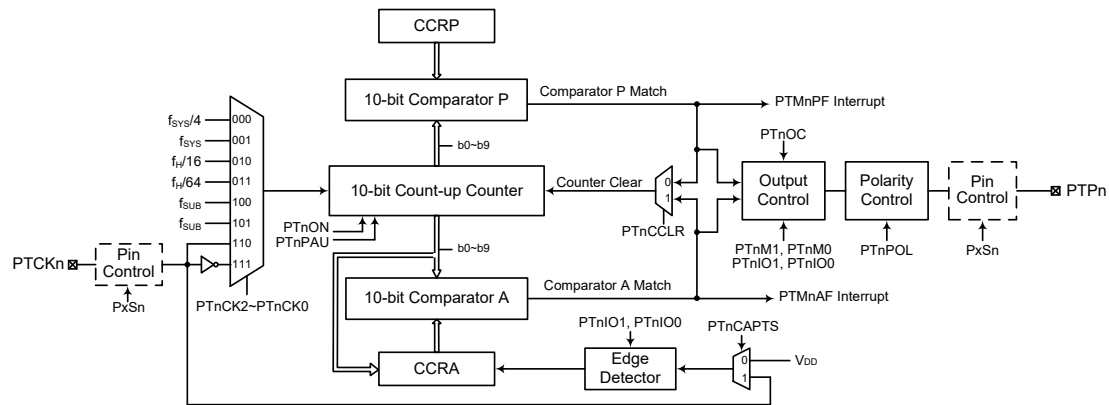 CCRP
10-bit Comparator P
Comparator P Match
PTMnPF Interrupt
b0~b9
fSYS/4
000
fSYS
001
fH/16
010
fH/64
011
fSUB
100
fSUB
101
110
111
PTCKn
Pin
Control
PxSn
PTnCK2~PTnCK0
10-bit Count-up Counter
PTnON
PTnPAU
Counter Clear
0
1
PTnCCLR
PTnOC
Output
Control
PTnM1, PTnM0
PTnIO1, PTnIO0
Polarity
Control
PTnPOL
Pin
Control
PxSn
PTPn
b0~b9
10-bit Comparator A
Comparator A Match
PTMnAF Interrupt
CCRA
PTnIO1, PTnIO0
Edge
Detector
PTnCAPTS
0
1
VDD